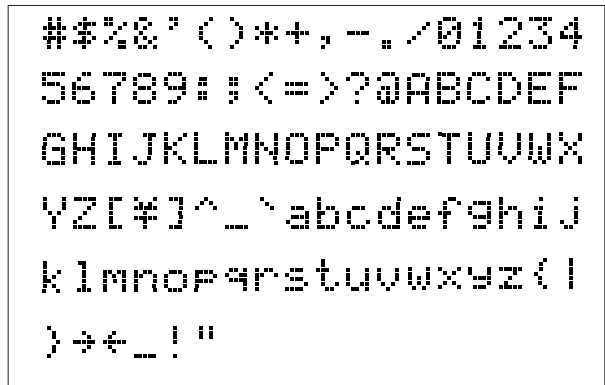 #$%&'()*+,-./01234
56789:;<=>?@ABCDEF
GHIJKLMNOPQRSTUVWX
YZ[¥]^_`abcdefghij
klmnopqrstuvwxyz{|
}→←_!"